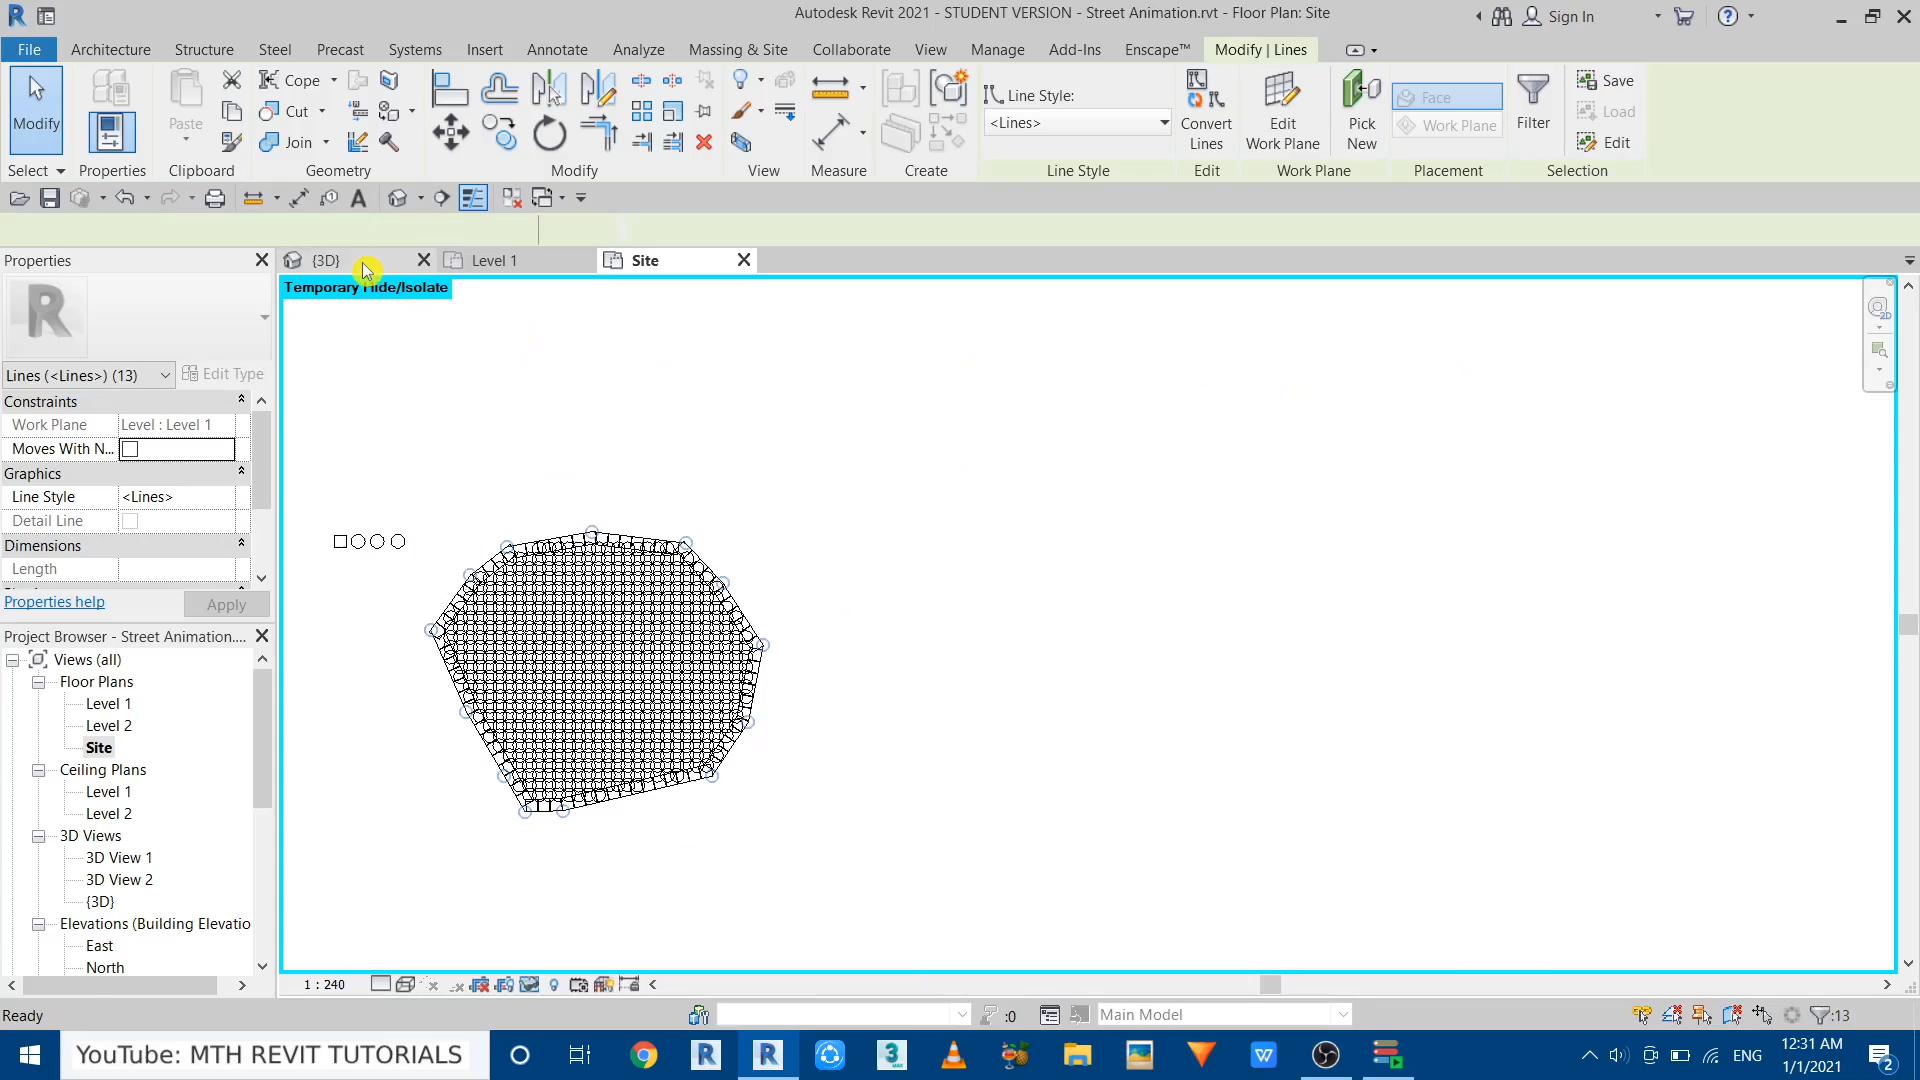 Autodesk Revit 2021 - STUDENT VERSION - Street Animation.rvt - Floor Plan: Site
Sign In
File Architecture Structure Steel Precast Systems Insert Annotate Analyze Massing & Site Collaborate View Manage Add-Ins Enscape™ Modify | Lines
Modify
Paste
Cope
Cut
Join
Line Style:
<Lines>
Convert Lines
Edit Work Plane
Pick New
Face
Work Plane
Filter
Save
Load
Edit
Select Properties Clipboard Geometry Modify View Measure Create Line Style Edit Work Plane Placement Selection
Properties
{3D}
Level 1
Site
Temporary Hide/Isolate
2D
Lines (<Lines>) (13)
Edit Type
Constraints
Work Plane Level : Level 1
Moves With N...
Graphics
Line Style <Lines>
Detail Line
Dimensions
Length
Properties help
Apply
Project Browser - Street Animation....
Views (all)
Floor Plans
Level 1
Level 2
Site
Ceiling Plans
Level 1
Level 2
3D Views
3D View 1
3D View 2
{3D}
Elevations (Building Elevatio
East
North
1 : 240
Ready
:0
Main Model
:13
YouTube: MTH REVIT TUTORIALS
ENG
12:31 AM
1/1/2021
2